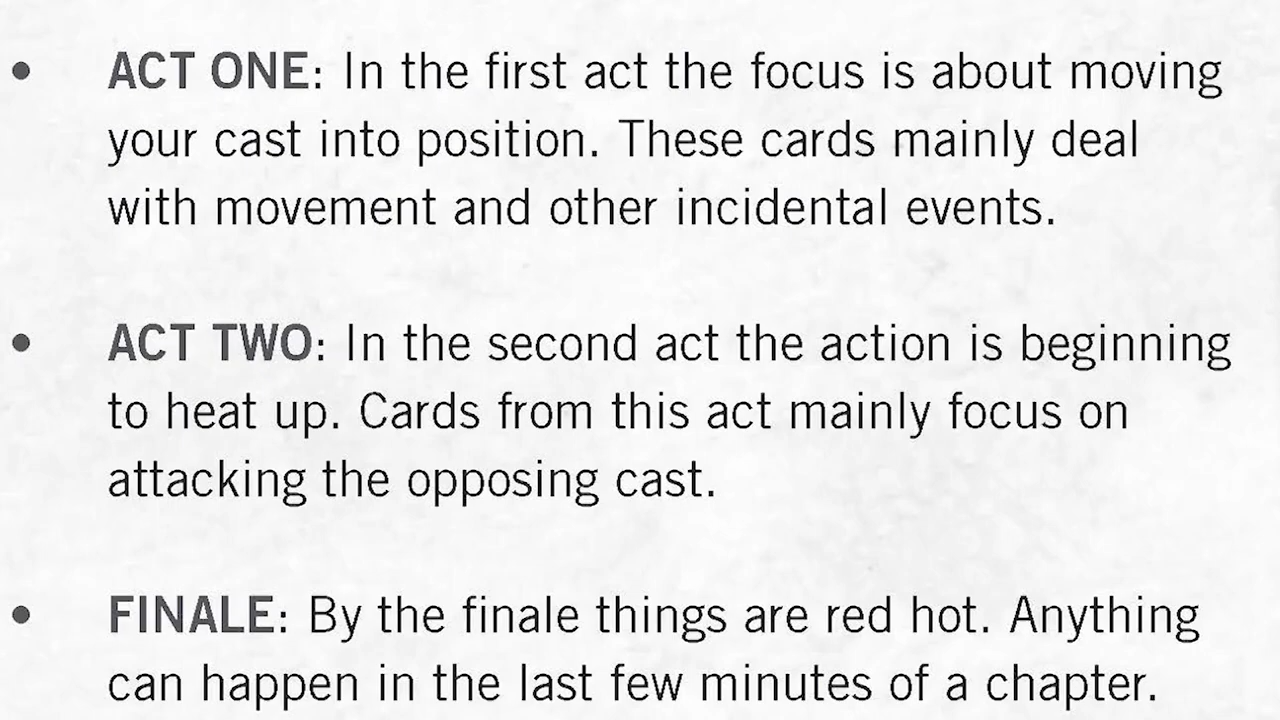 • ACT ONE: In the first act the focus is about moving
your cast into position. These cards mainly deal
with movement and other incidental events.
• ACT TWO: In the second act the action is beginning
to heat up. Cards from this act mainly focus on
attacking the opposing cast.
• FINALE: By the finale things are red hot. Anything
can happen in the last few minutes of a chapter.